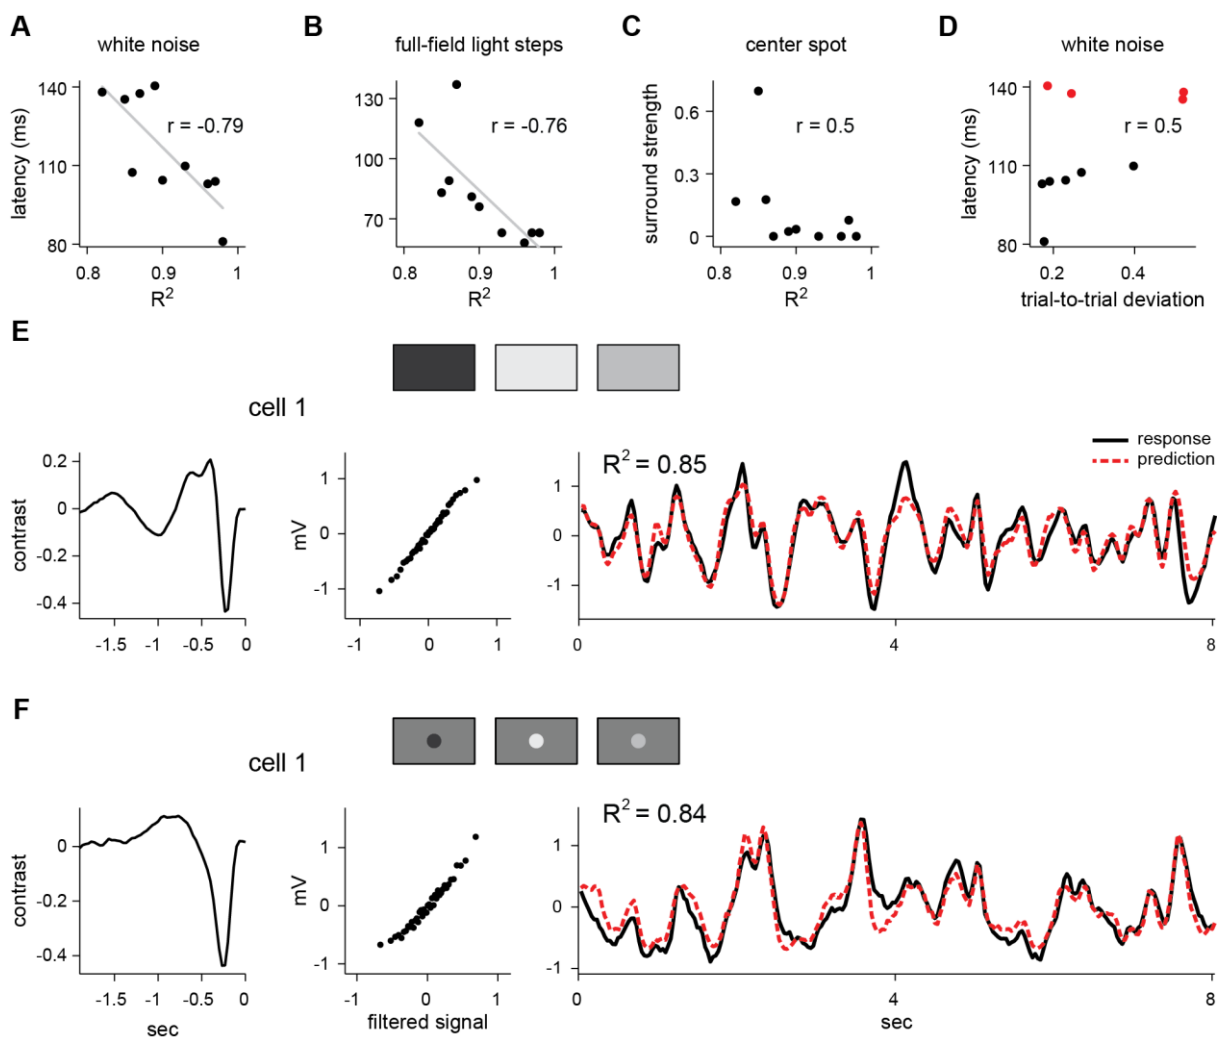 A
white noise
latency (ms)
140
110
80
r = -0.79
0.8
0.9
1
R2
B
full-field light steps
130
100
70
r = -0.76
0.8
0.9
1
R2
C
center spot
surround strength
0.6
0.3
0
r = 0.5
0.8
0.9
1
R2
D
white noise
latency (ms)
140
110
80
r = 0.5
0.2
0.4
trial-to-trial deviation
E
cell 1
contrast
0.2
0
-0.2
-0.4
-1.5
-1
-0.5
0
mV
1
0
-1
-1
0
1
R2 = 0.85
response
prediction
1
0
-1
0
4
8
F
cell 1
contrast
0
-0.2
-0.4
-1.5
-1
-0.5
0
sec
mV
1
0
-1
-1
0
1
filtered signal
R2 = 0.84
1
0
-1
0
4
8
sec